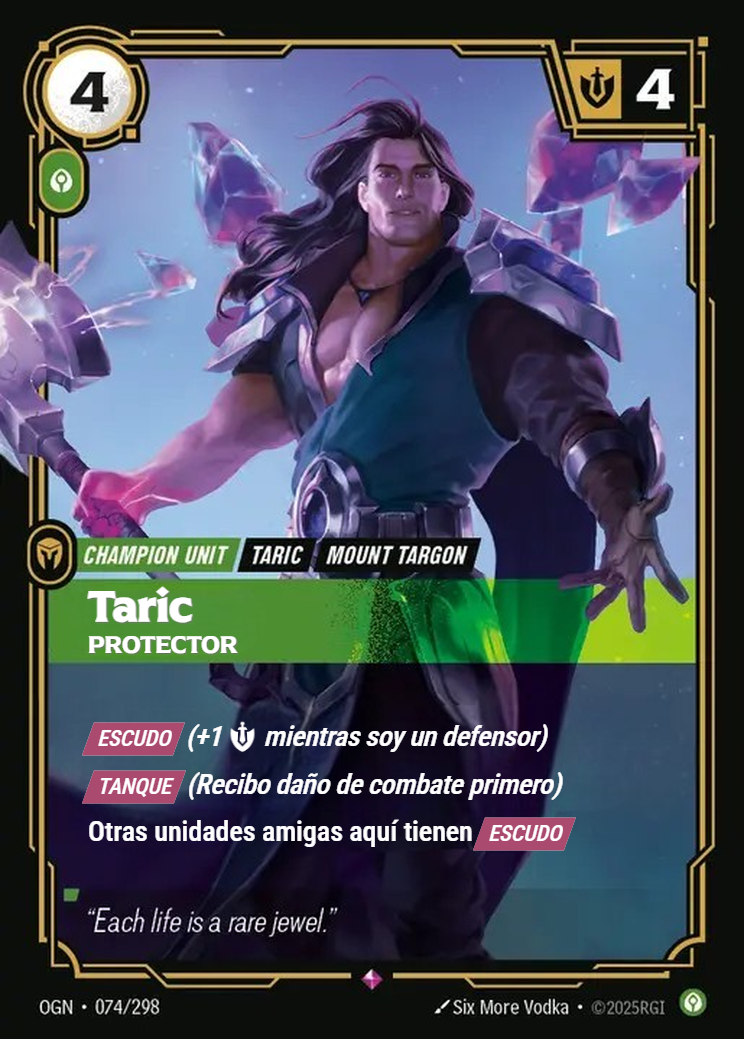 4
4
CHAMPION UNIT TARIC MOUNT TARGON
Taric
PROTECTOR
ESCUDO (+1 mientras soy un defensor)
TANQUE (Recibo daño de combate primero)
Otras unidades amigas aquí tienen ESCUDO
“Each life is a rare jewel.”
OGN • 074/298 Six More Vodka • ©2025RGI